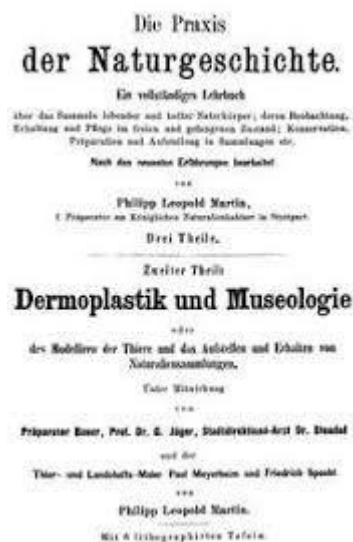 Die Praxis
der Naturgeschichte.
Ein vollständiges Lehrbuch
über das Sammeln lebender und todter Naturkörper; deren Beobachtung,
Erhaltung und Pflege im freien und gefangenen Zustand; Konservation,
Präparation und Aufstellung in Sammlungen etc.
Nach den neuesten Erfahrungen bearbeitet
von
Philipp Leopold Martin,
Präparator am Königlichen Naturalienkabinet in Stuttgart.
Drei Theile.
Zweiter Theil:
Dermoplastik und Museologie
oder
das Modelliren der Thiere und das Aufstellen und Erhalten von
Naturaliensammlungen.
Unter Mitwirkung
von
Präparator Bauer, Prof. Dr. G. Jäger, Stadtdirektions-Arzt Dr. Steudel
und der
Thier- und Landschafts-Maler Paul Meyerheim und Friedrich Specht
von
Philipp Leopold Martin.
Mit 6 lithographirten Tafeln.